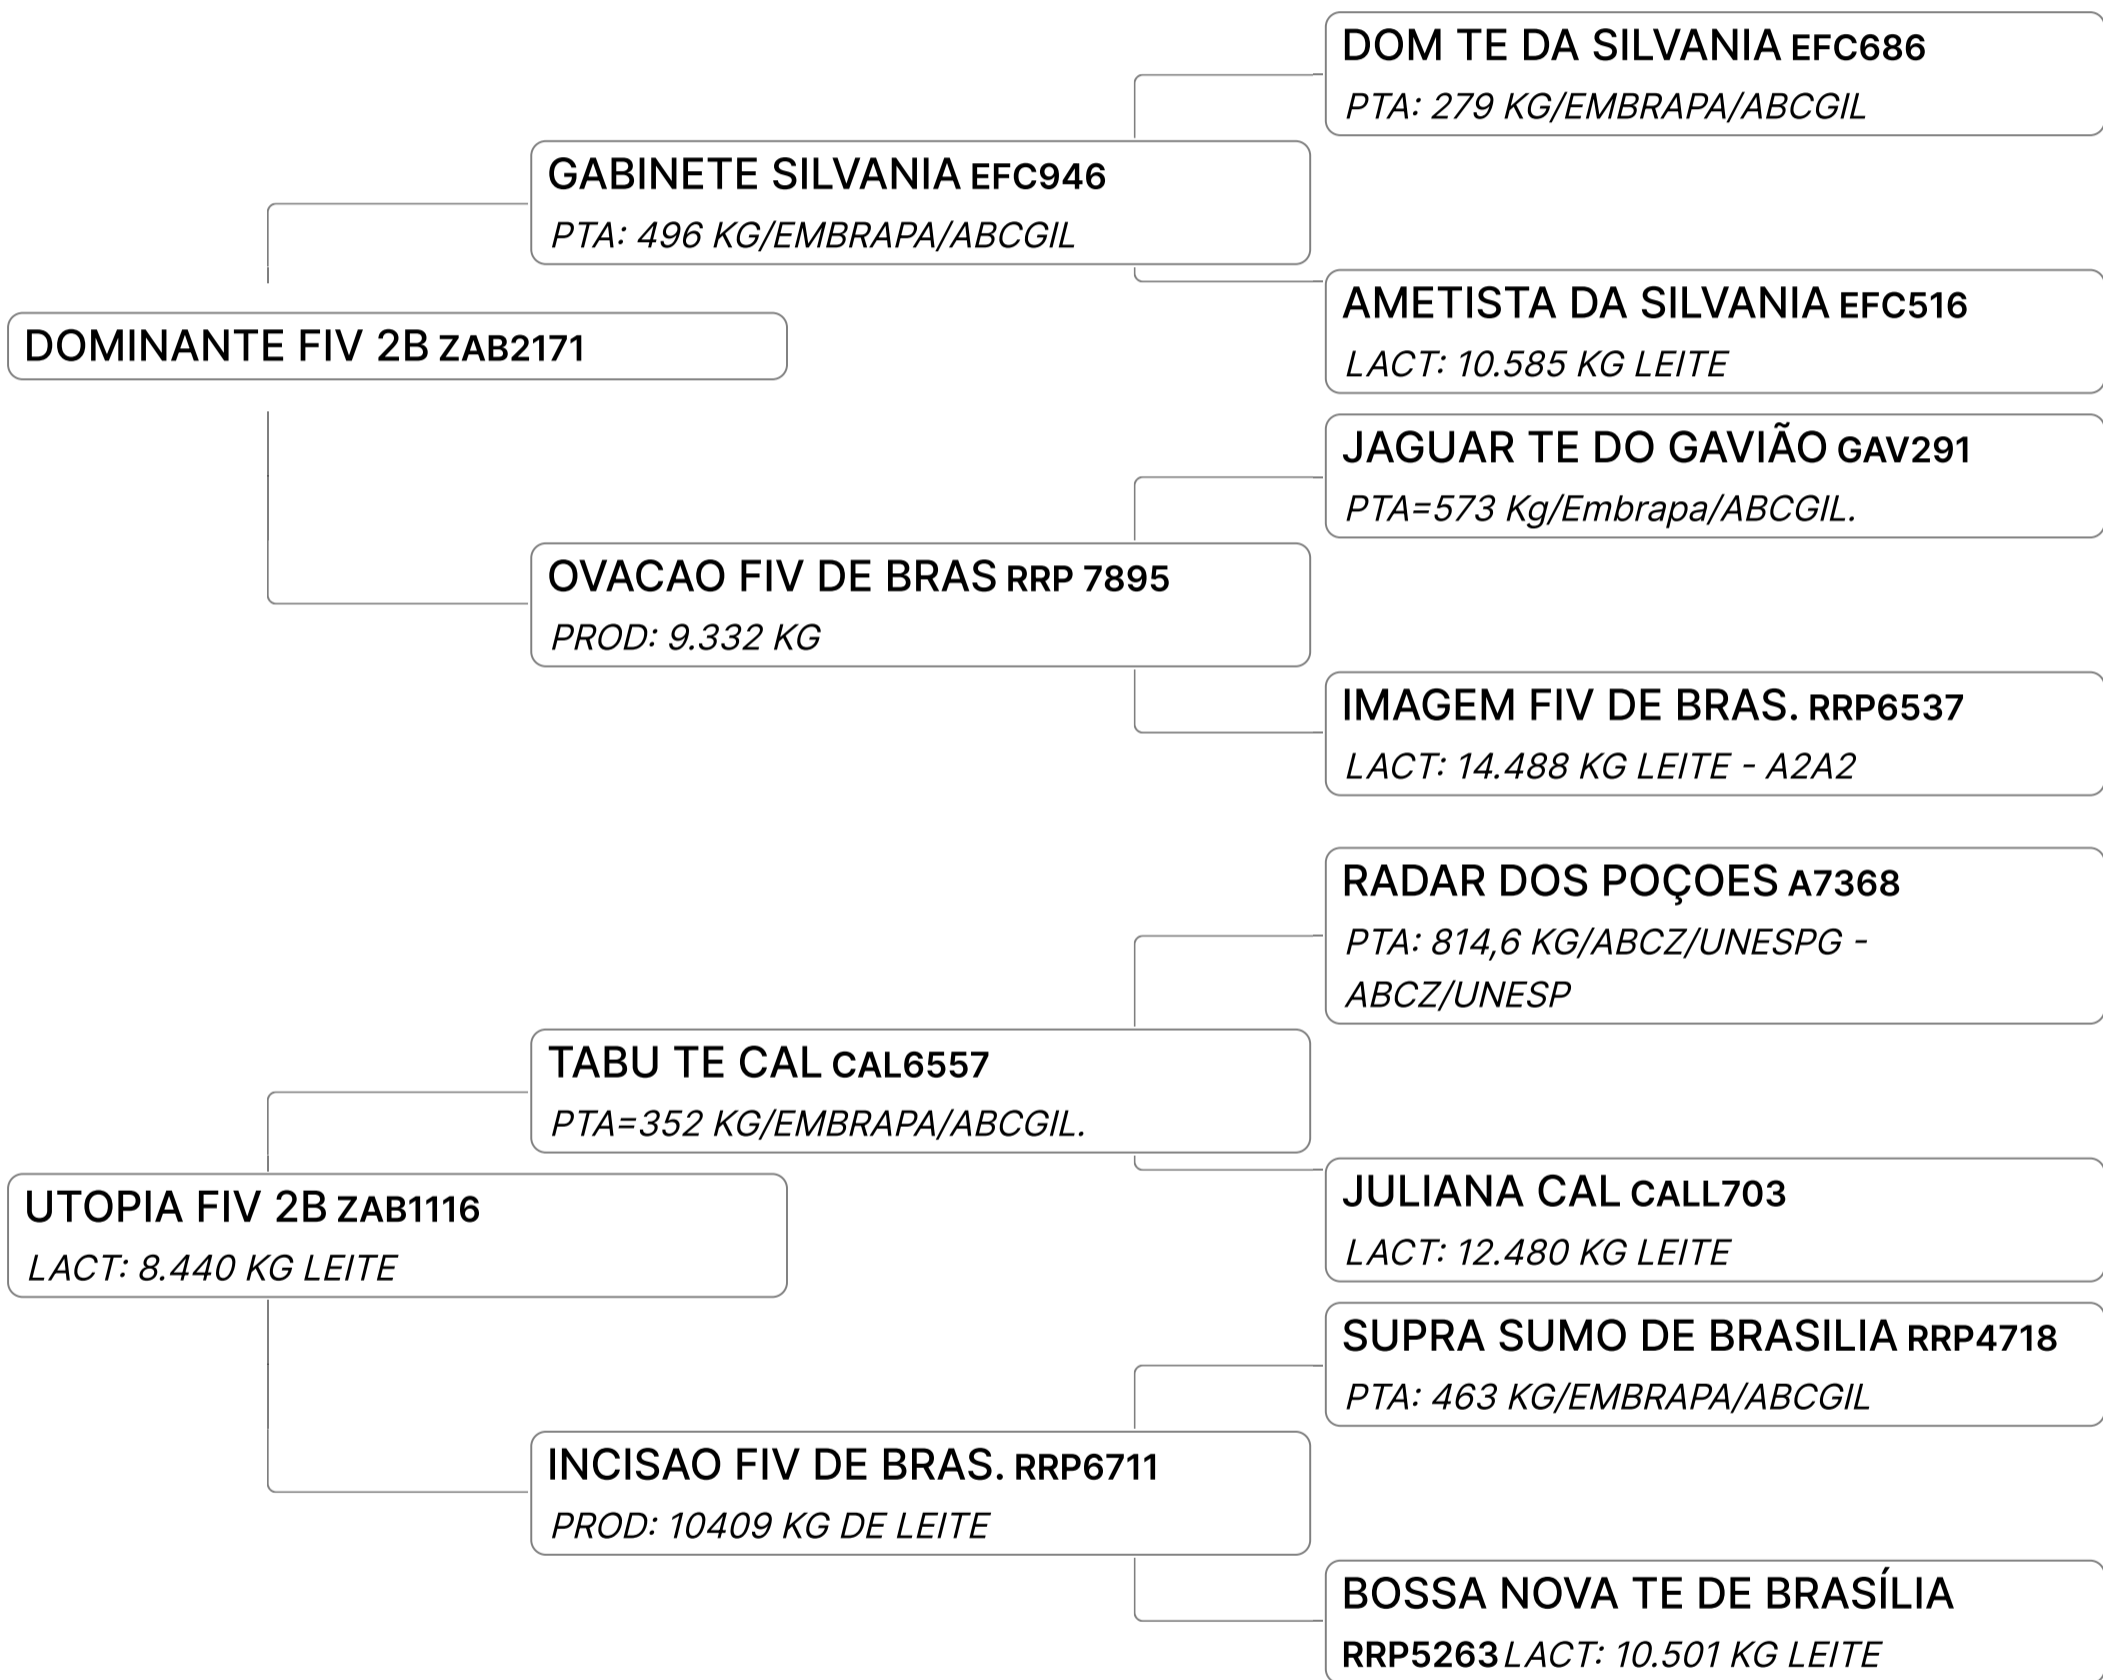 DOM TE DA SILVANIA EFC686
PTA: 279 KG/EMBRAPA/ABCGIL
GABINETE SILVANIA EFC946
PTA: 496 KG/EMBRAPA/ABCGIL
AMETISTA DA SILVANIA EFC516
LACT: 10.585 KG LEITE
DOMINANTE FIV 2B ZAB2171
JAGUAR TE DO GAVIÃO GAV291
PTA=573 Kg/Embrapa/ABCGIL.
OVACAO FIV DE BRAS RRP 7895
PROD: 9.332 KG
IMAGEM FIV DE BRAS. RRP6537
LACT: 14.488 KG LEITE - A2A2
RADAR DOS POÇOES A7368
PTA: 814,6 KG/ABCZ/UNESPG -
ABCZ/UNESP
TABU TE CAL CAL6557
PTA=352 KG/EMBRAPA/ABCGIL.
JULIANA CAL CALL703
LACT: 12.480 KG LEITE
UTOPIA FIV 2B ZAB1116
LACT: 8.440 KG LEITE
SUPRA SUMO DE BRASILIA RRP4718
PTA: 463 KG/EMBRAPA/ABCGIL
INCISAO FIV DE BRAS. RRP6711
PROD: 10409 KG DE LEITE
BOSSA NOVA TE DE BRASÍLIA
RRP5263 LACT: 10.501 KG LEITE